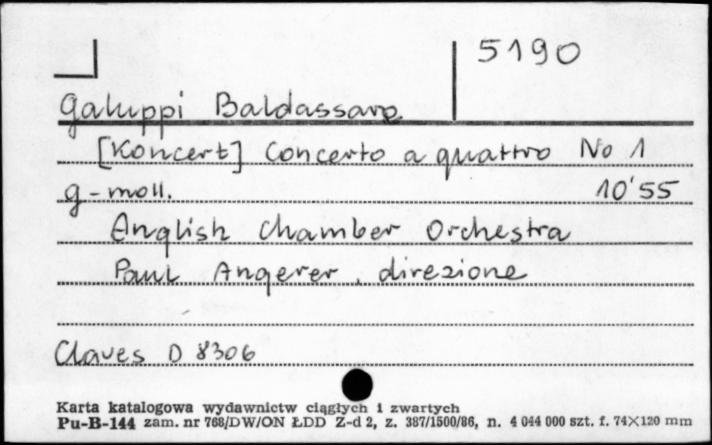 5190
Galuppi Baldassare
[Koncert] Concerto a quattro No 1
g-moll. 10'55
English Chamber Orchestra
Paul Angerer, direzione
Claves D 8306
Karta katalogowa wydawnictw ciągłych i zwartych
Pu-B-144 zam. nr 768/DW/ON ŁDD Z-d 2, z. 387/1500/86, n. 4 044 000 szt. f. 74×120 mm